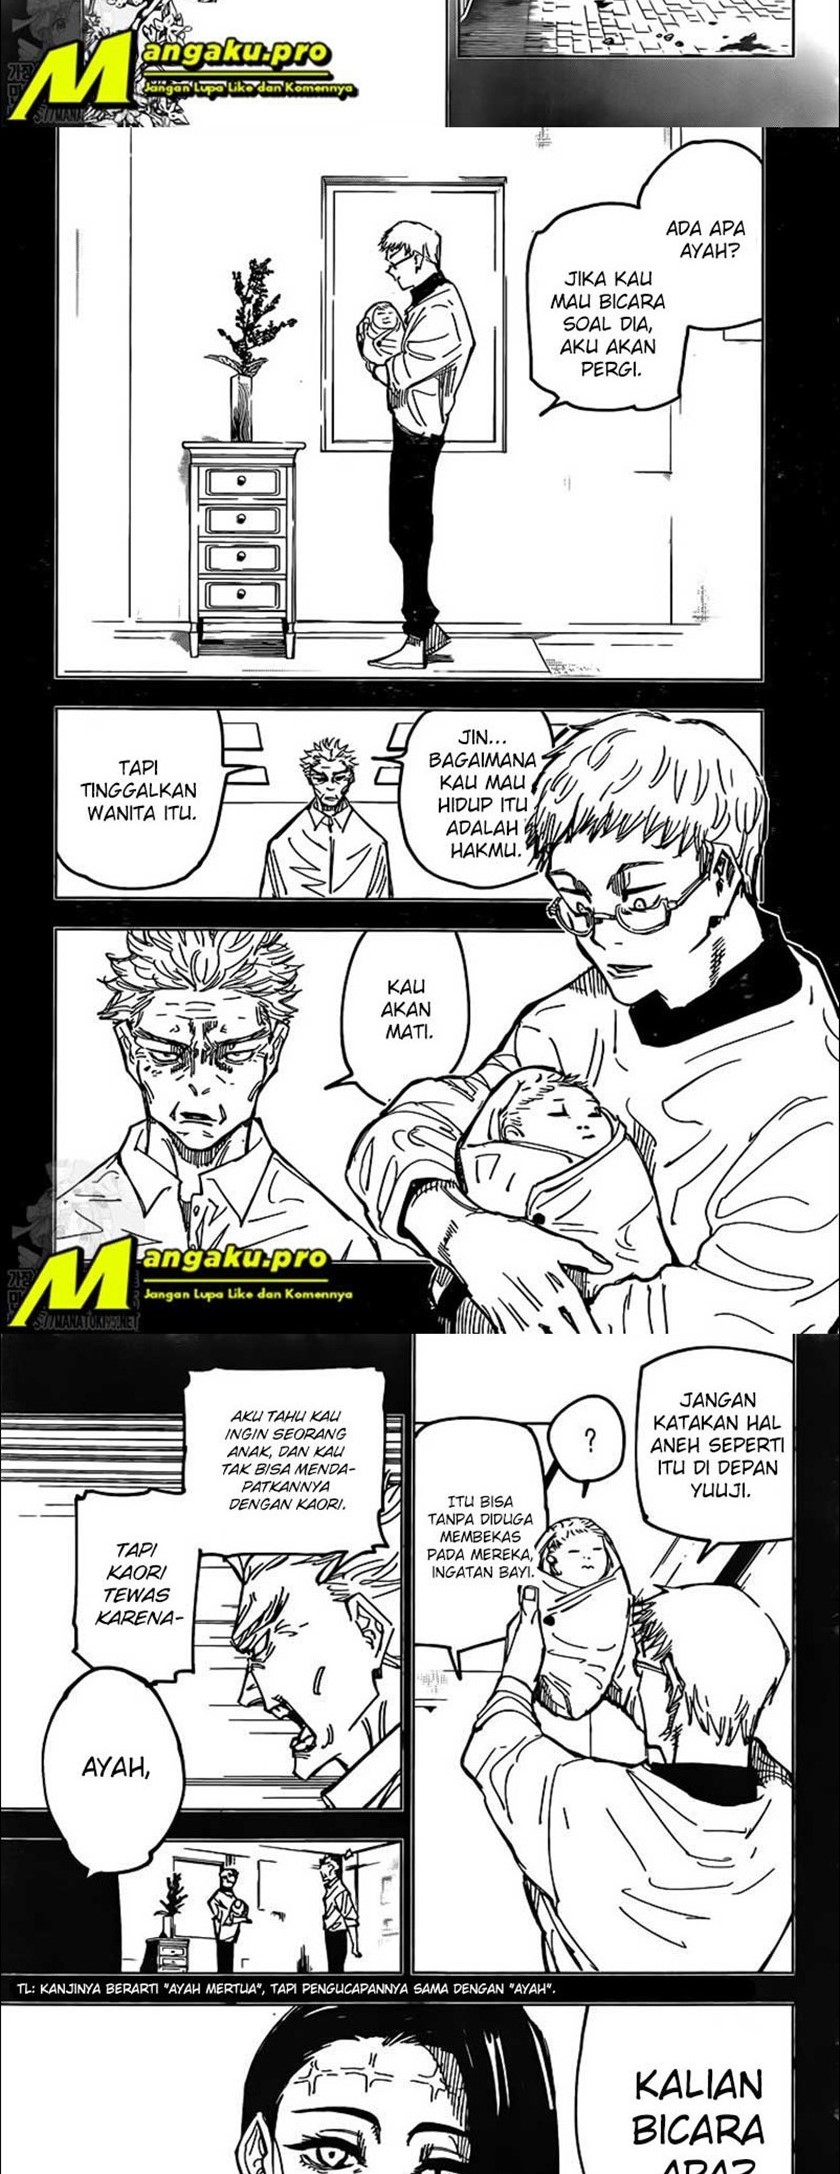 Mangaku.pro
Jangan Lupa Like dan Komennya
ADA APA
AYAH?
JIKA KAU
MAU BICARA
SOAL DIA,
AKU AKAN
PERGI.
JIN...
BAGAIMANA
KAU MAU
HIDUP ITU
ADALAH
HAKMU.
TAPI
TINGGALKAN
WANITA ITU.
KAU
AKAN
MATI.
Mangaku.pro
Jangan Lupa Like dan Komennya
JANGAN
KATAKAN HAL
ANEH SEPERTI
ITU DI DEPAN
YUUJI.
?
ITU BISA
TANPA DIDUGA
MEMBEKAS
PADA MEREKA,
INGATAN BAYI.
AKU TAHU KAU
INGIN SEORANG
ANAK, DAN KAU
TAK BISA MENDA-
PATKANNYA
DENGAN KAORI.
TAPI
KAORI
TEWAS
KARENA-
AYAH,
TL: KANJINYA BERARTI "AYAH MERTUA", TAPI PENGUCAPANNYA SAMA DENGAN "AYAH".
KALIAN
BICARA
APA?